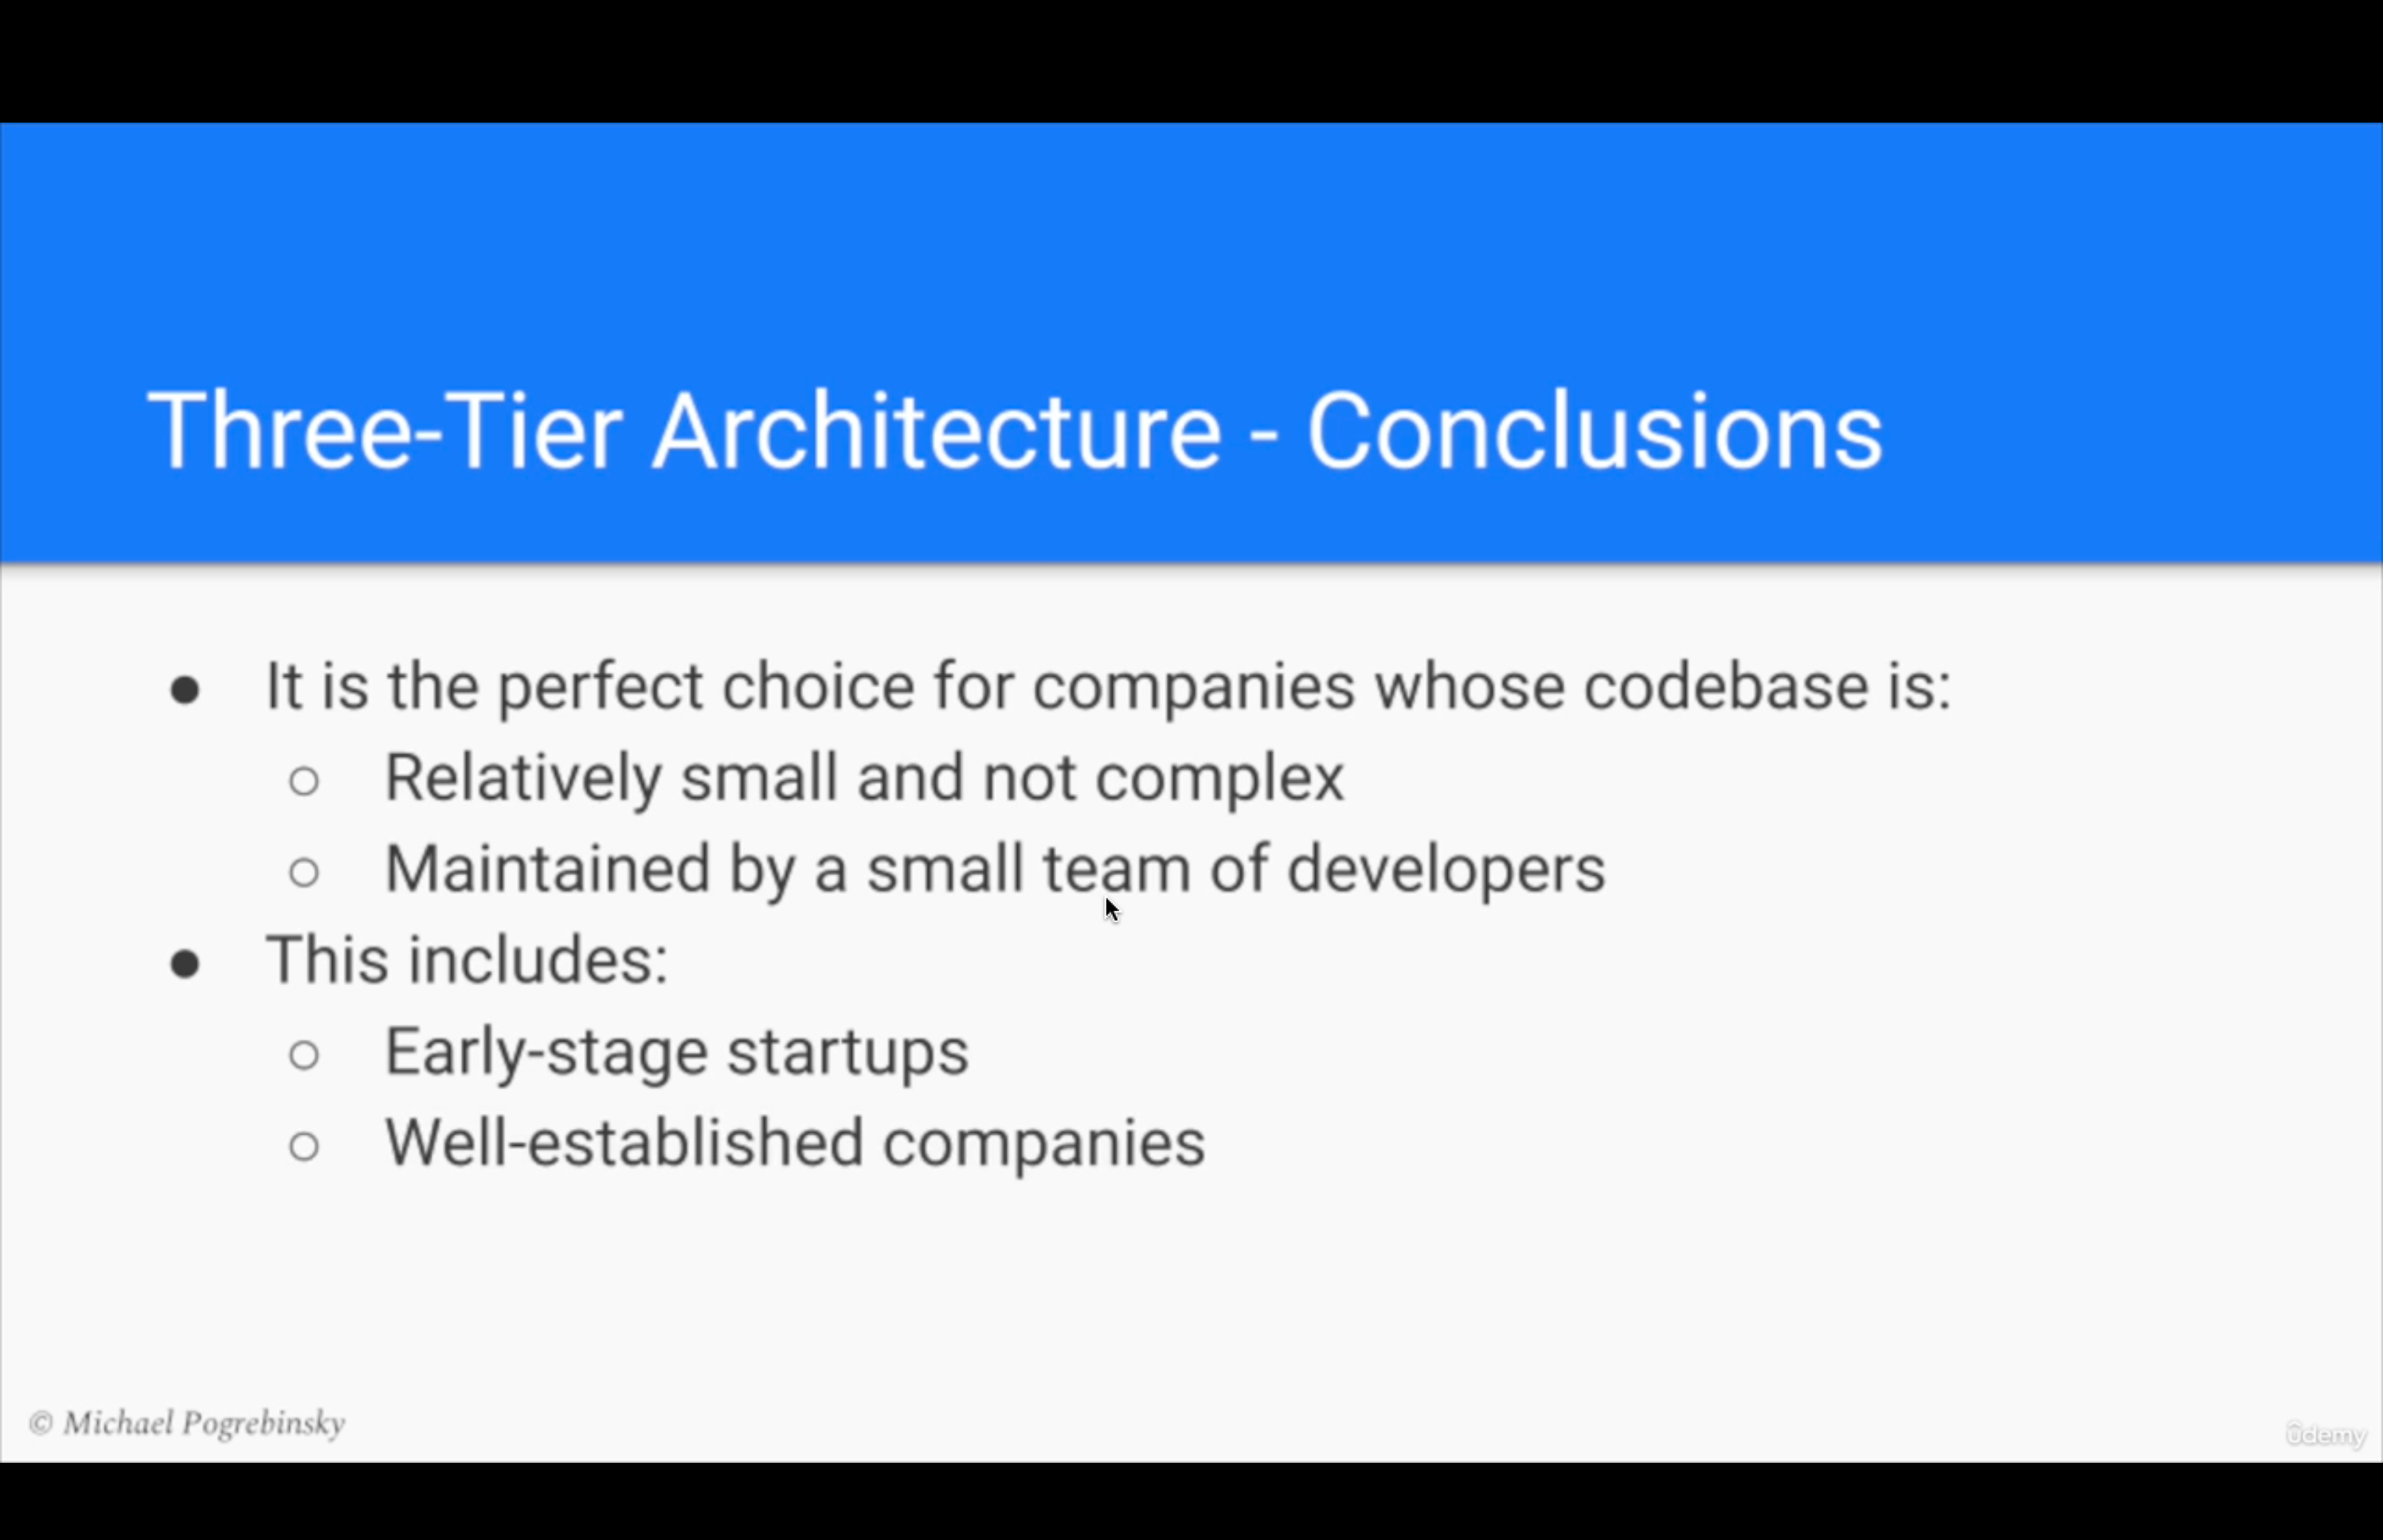 Three-Tier Architecture - Conclusions
● It is the perfect choice for companies whose codebase is:
○ Relatively small and not complex
○ Maintained by a small team of developers
● This includes:
○ Early-stage startups
○ Well-established companies
© Michael Pogrebinsky
ûdemy